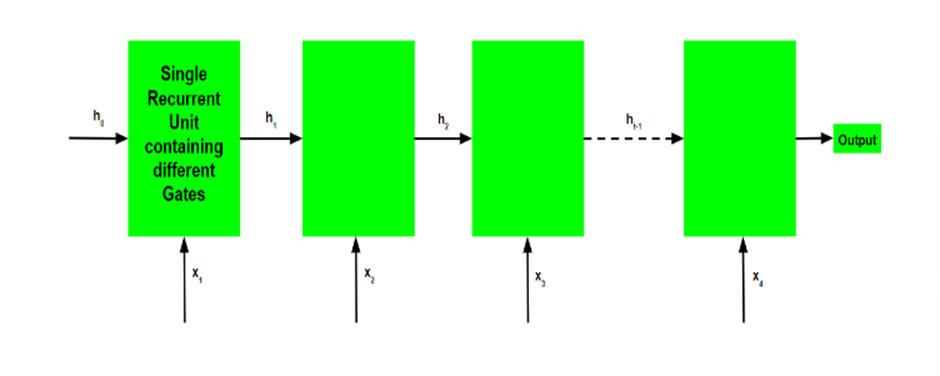 Single
Recurrent
Unit
containing
different
Gates
h₀
h₁
h₂
hₜ₋₁
Output
x₁
x₂
x₃
x₄